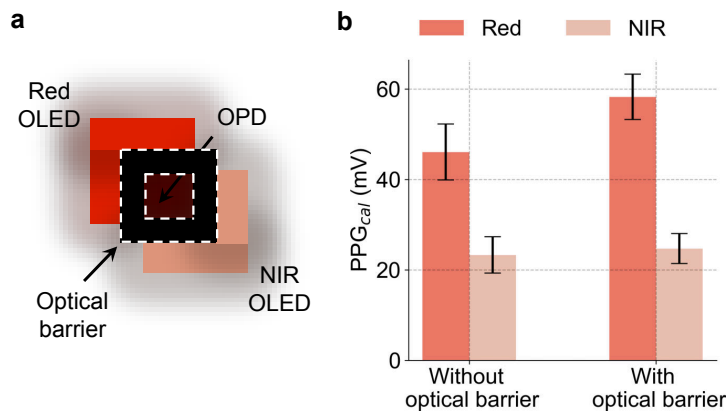 a
Red
OLED
OPD
Optical
barrier
NIR
OLED
b
Red
NIR
PPGcal (mV)
60
40
20
0
Without
optical barrier
With
optical barrier